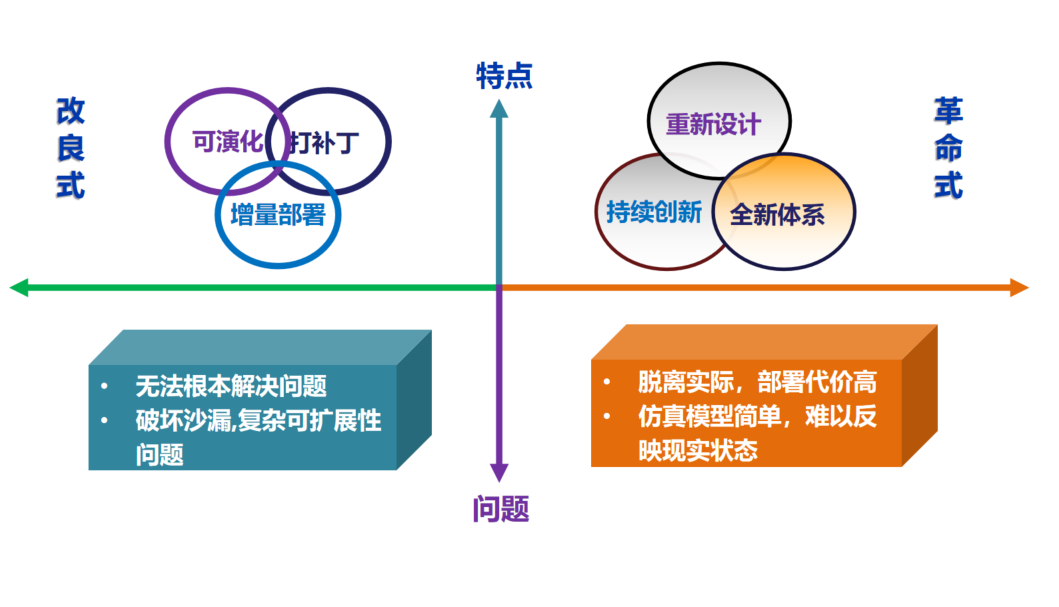 特点
改良式
可演化
打补丁
增量部署
革命式
重新设计
持续创新
全新体系
• 无法根本解决问题
• 破坏沙漏,复杂可扩展性
问题
• 脱离实际，部署代价高
• 仿真模型简单，难以反
映现实状态
问题